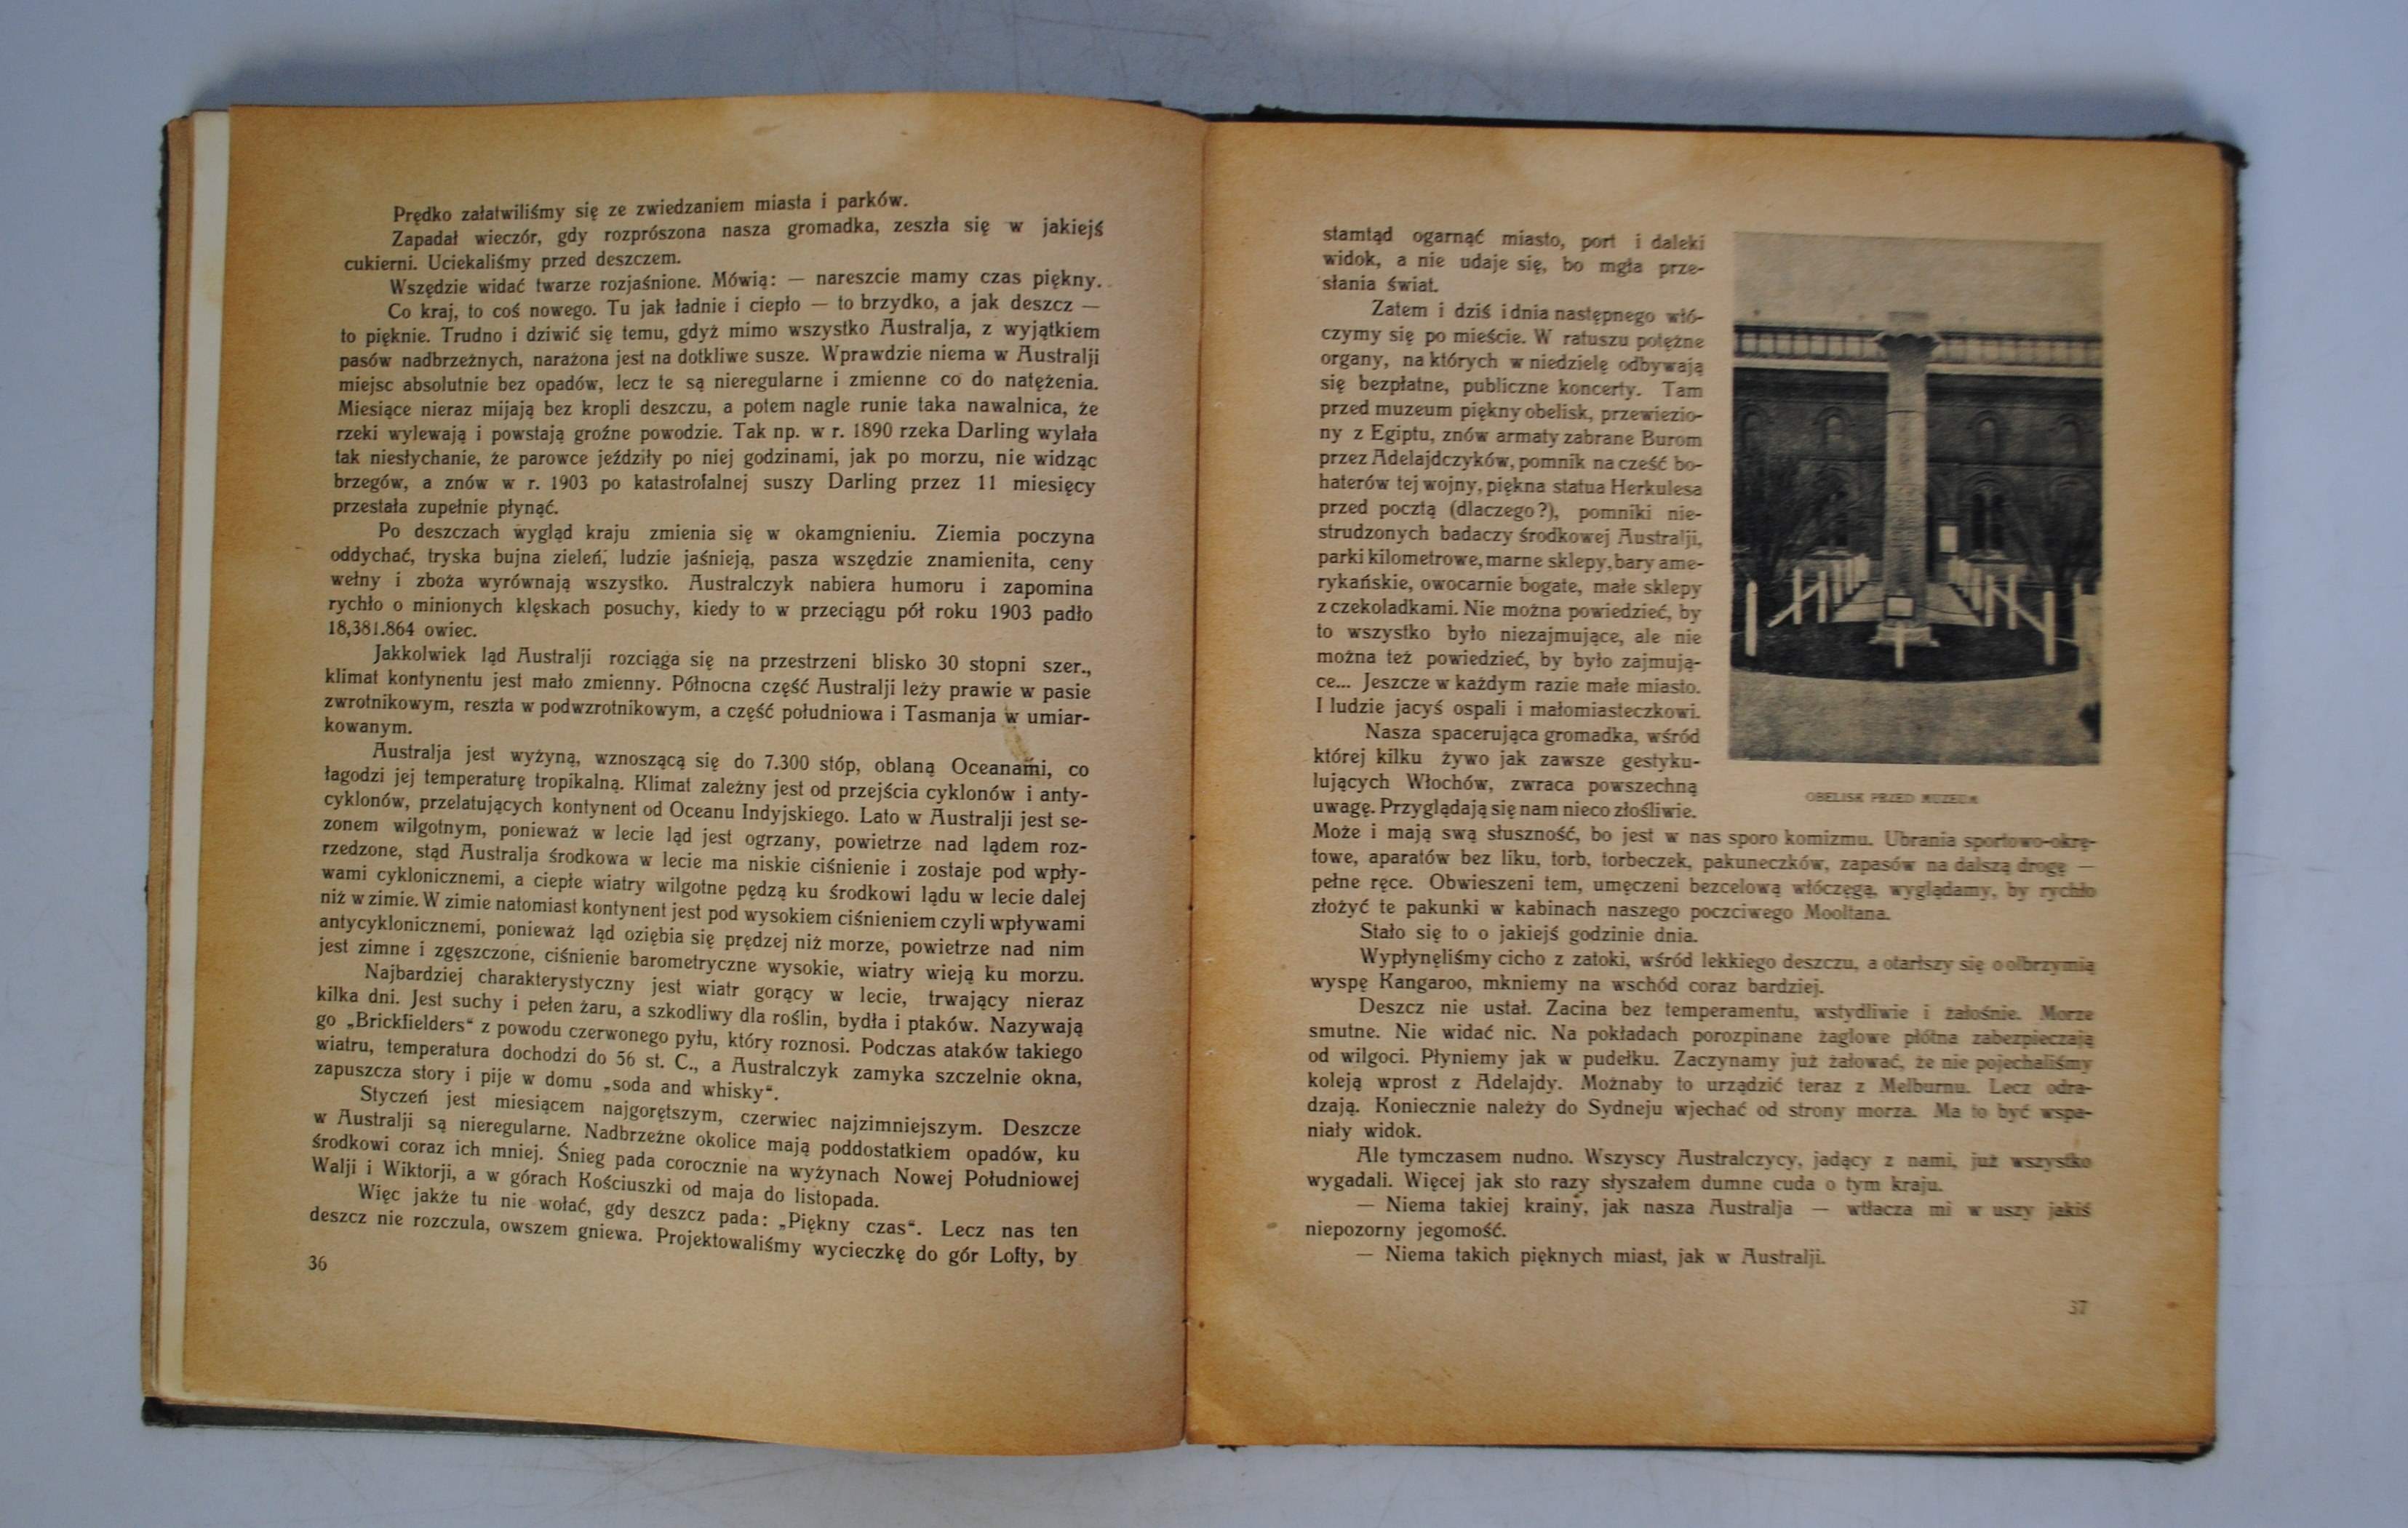 Prędko załatwiliśmy się ze zwiedzaniem miasta i parków.
Zapadał wieczór, gdy rozprószona nasza gromadka, zeszła się w jakiejś
cukierni. Uciekaliśmy przed deszczem.
Wszędzie widać twarze rozjaśnione. Mówią: — nareszcie mamy czas piękny.
Co kraj, to coś nowego. Tu jak ładnie i ciepło — to brzydko, a jak deszcz —
to pięknie. Trudno i dziwić się temu, gdyż mimo wszystko Australja, z wyjątkiem
pasów nadbrzeżnych, narażona jest na dotkliwe susze. Wprawdzie niema w Australji
miejsc absolutnie bez opadów, lecz te są nieregularne i zmienne co do natężenia.
Miesiące nieraz mijają bez kropli deszczu, a potem nagle runie taka nawalnica, że
rzeki wylewają i powstają groźne powodzie. Tak np. w r. 1890 rzeka Darling wylała
tak niesłychanie, że parowce jeździły po niej godzinami, jak po morzu, nie widząc
brzegów, a znów w r. 1903 po katastrofalnej suszy Darling przez 11 miesięcy
przestała zupełnie płynąć.
Po deszczach wygląd kraju zmienia się w okamgnieniu. Ziemia poczyna
oddychać, tryska bujna zieleń, ludzie jaśnieją, pasza wszędzie znamienita, ceny
wełny i zboża wyrównają wszystko. Australczyk nabiera humoru i zapomina
rychło o minionych klęskach posuchy, kiedy to w przeciągu pół roku 1903 padło
18,381.864 owiec.
Jakkolwiek ląd Australji rozciąga się na przestrzeni blisko 30 stopni szer.,
klimat kontynentu jest mało zmienny. Północna część Australji leży prawie w pasie
zwrotnikowym, reszta w podwzrotnikowym, a część południowa i Tasmanja w umiar-
kowanym.
Australja jest wyżyną, wznoszącą się do 7.300 stóp, oblaną Oceanami, co
łagodzi jej temperaturę tropikalną. Klimat zależny jest od przejścia cyklonów i anty-
cyklonów, przelatujących kontynent od Oceanu Indyjskiego. Lato w Australji jest se-
zonem wilgotnym, ponieważ w lecie ląd jest ogrzany, powietrze nad lądem roz-
rzedzone, stąd Australja środkowa w lecie ma niskie ciśnienie i zostaje pod wpły-
wami cyklonicznemi, a ciepłe wiatry wilgotne pędzą ku środkowi lądu w lecie dalej
niż w zimie. W zimie natomiast kontynent jest pod wysokiem ciśnieniem czyli wpływami
antycyklonicznemi, ponieważ ląd oziębia się prędzej niż morze, powietrze nad nim
jest zimne i zgęszczone, ciśnienie barometryczne wysokie, wiatry wieją ku morzu.
Najbardziej charakterystyczny jest wiatr gorący w lecie, trwający nieraz
kilka dni. Jest suchy i pełen żaru, a szkodliwy dla roślin, bydła i ptaków. Nazywają
go „Brickfielders“ z powodu czerwonego pyłu, który roznosi. Podczas ataków takiego
wiatru, temperatura dochodzi do 56 st. C., a Australczyk zamyka szczelnie okna,
zapuszcza story i pije w domu „soda and whisky“.
Styczeń jest miesiącem najgorętszym, czerwiec najzimniejszym. Deszcze
w Australji są nieregularne. Nadbrzeżne okolice mają poddostatkiem opadów, ku
środkowi coraz ich mniej. Śnieg pada corocznie na wyżynach Nowej Południowej
Walji i Wiktorji, a w górach Kościuszki od maja do listopada.
Więc jakże tu nie wołać, gdy deszcz pada: „Piękny czas“. Lecz nas ten
deszcz nie rozczula, owszem gniewa. Projektowaliśmy wycieczkę do gór Lofty, by
36
stamtąd ogarnąć miasto, port i daleki
widok, a nie udaje się, bo mgła prze-
słania świat.
Zatem i dziś i dnia następnego włó-
czymy się po mieście. W ratuszu potężne
organy, na których w niedzielę odbywają
się bezpłatne, publiczne koncerty. Tam
przed muzeum piękny obelisk, przewiezio-
ny z Egiptu, znów armaty zabrane Burom
przez Adelajdczyków, pomnik na cześć bo-
haterów tej wojny, piękna statua Herkulesa
przed pocztą (dlaczego?), pomniki nie-
strudzonych badaczy środkowej Australji,
parki kilometrowe, marne sklepy, bary ame-
rykańskie, owocarnie bogate, małe sklepy
z czekoladkami. Nie można powiedzieć, by
to wszystko było niezajmujące, ale nie
można też powiedzieć, by było zajmują-
ce... Jeszcze w każdym razie małe miasto.
I ludzie jacyś ospali i małomiasteczkowi.
Nasza spacerująca gromadka, wśród
której kilku żywo jak zawsze gestyku-
lujących Włochów, zwraca powszechną
uwagę. Przyglądają się nam nieco złośliwie.
OBELISK PRZED MUZEUM
Może i mają swą słuszność, bo jest w nas sporo komizmu. Ubrania sportowo-okrę-
towe, aparatów bez liku, torb, torbeczek, pakuneczków, zapasów na dalszą drogę —
pełne ręce. Obwieszeni tem, umęczeni bezcelową włóczęgą, wyglądamy, by rychło
złożyć te pakunki w kabinach naszego poczciwego Mooltana.
Stało się to o jakiejś godzinie dnia.
Wypłynęliśmy cicho z zatoki, wśród lekkiego deszczu, a otarłszy się o olbrzymią
wyspę Kangaroo, mkniemy na wschód coraz bardziej.
Deszcz nie ustał. Zacina bez temperamentu, wstydliwie i żałośnie. Morze
smutne. Nie widać nic. Na pokładach porozpinane żaglowe płótna zabezpieczają
od wilgoci. Płyniemy jak w pudełku. Zaczynamy już żałować, że nie pojechaliśmy
koleją wprost z Adelajdy. Możnaby to urządzić teraz z Melburnu. Lecz odra-
dzają. Koniecznie należy do Sydneju wjechać od strony morza. Ma to być wspa-
niały widok.
Ale tymczasem nudno. Wszyscy Australczycy, jadący z nami, już wszystko
wygadali. Więcej jak sto razy słyszałem dumne cuda o tym kraju.
— Niema takiej krainy, jak nasza Australja — wtłacza mi w uszy jakiś
niepozorny jegomość.
— Niema takich pięknych miast, jak w Australji.
37